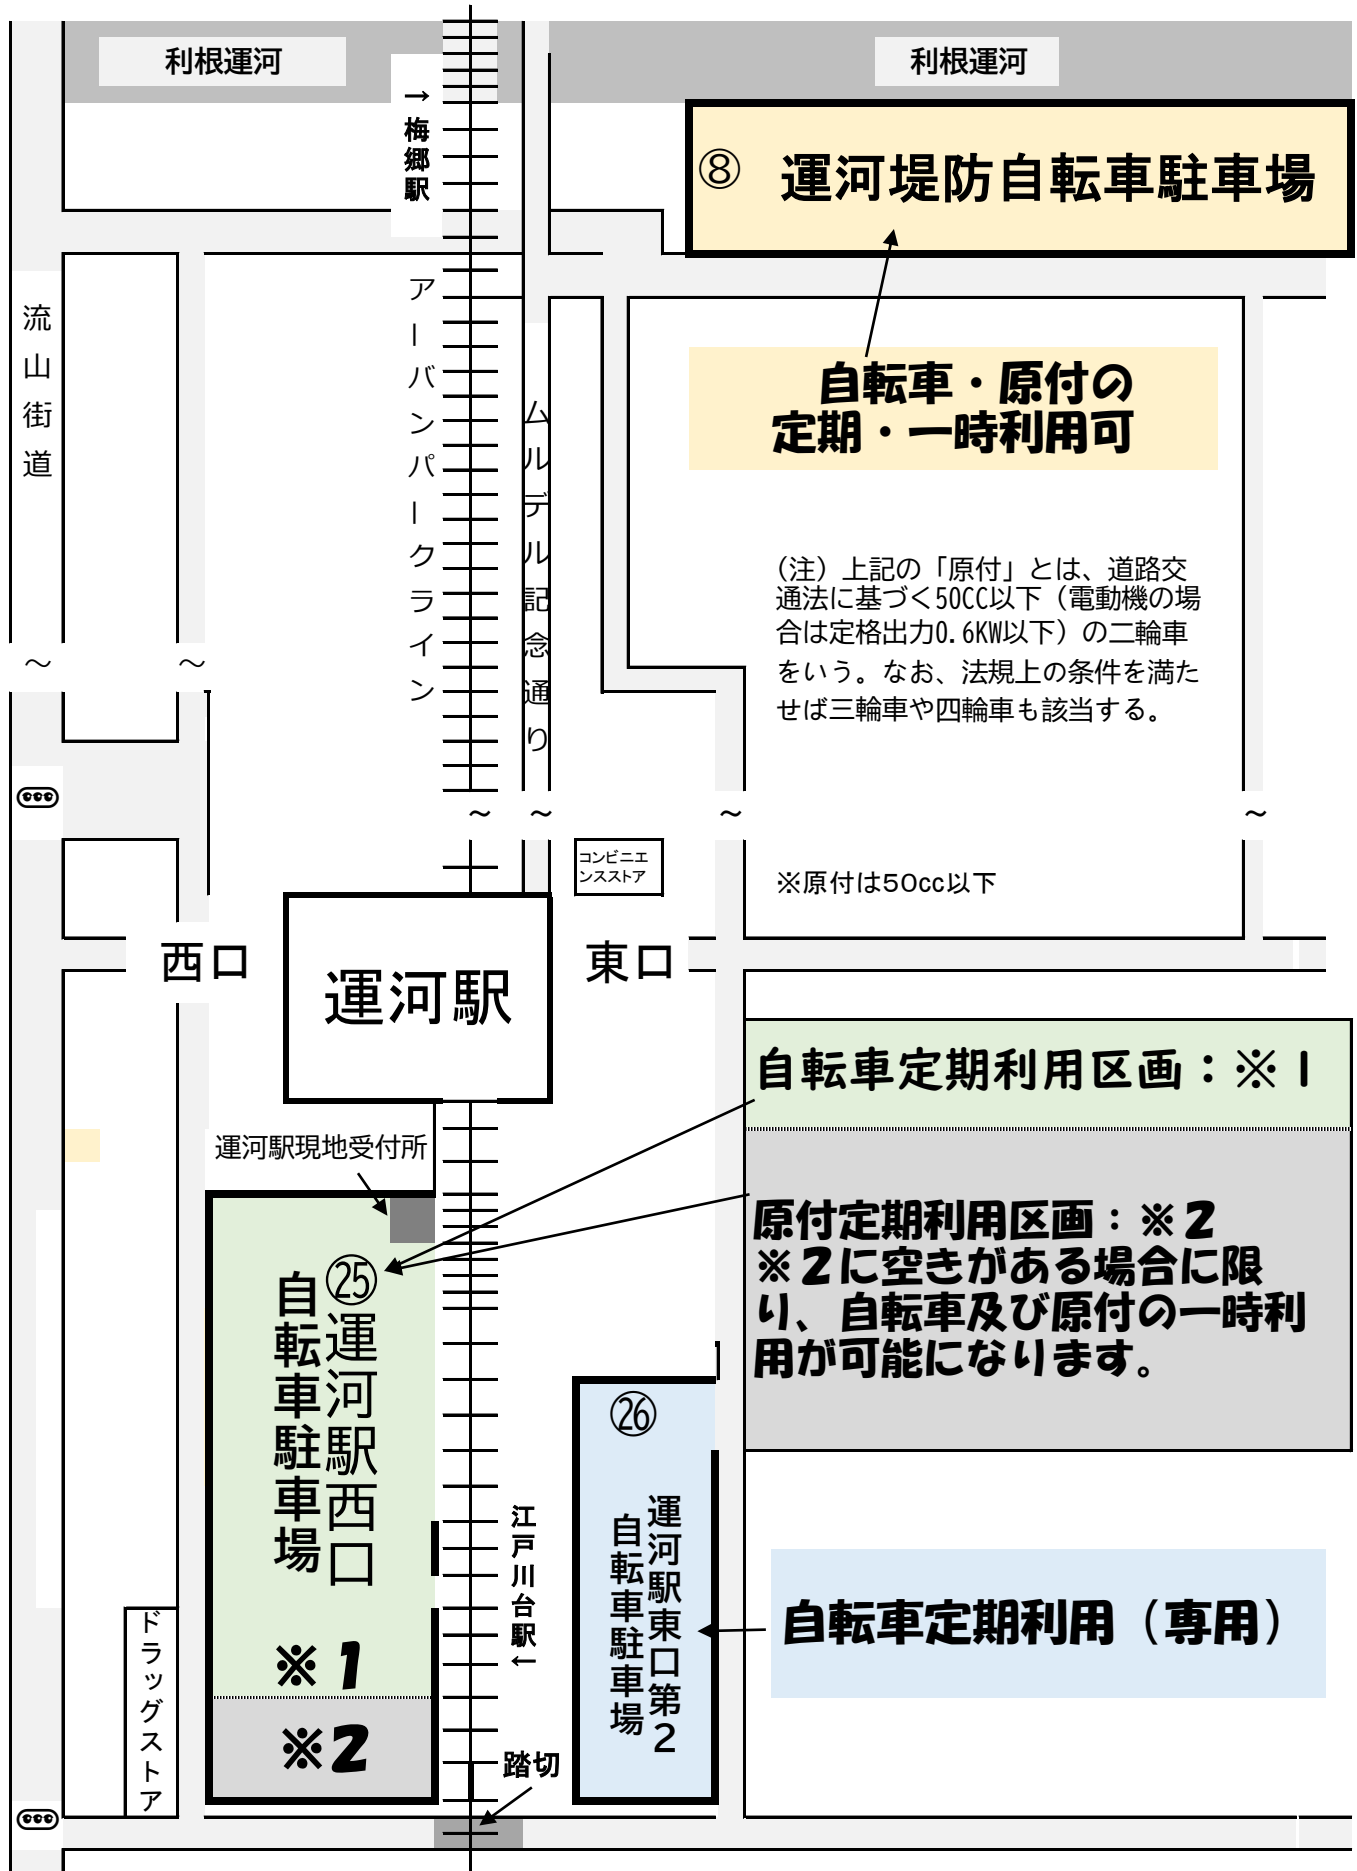 利根運河
利根運河
→梅郷駅
⑧ 運河堤防自転車駐車場
流山街道
アーバンパークライン
ムルデル記念通り
自転車・原付の
定期・一時利用可
（注）上記の「原付」とは、道路交
通法に基づく50CC以下（電動機の場
合は定格出力0.6KW以下）の二輪車
をいう。なお、法規上の条件を満た
せば三輪車や四輪車も該当する。
～
～
～
～
～
～
コンビニエ
ンスストア
※原付は50cc以下
西口
運河駅
東口
自転車定期利用区画：※１
運河駅現地受付所
原付定期利用区画：※２
※２に空きがある場合に限
り、自転車及び原付の一時利
用が可能になります。
㉕運河駅西口
自転車駐車場
※１
※２
㉖
運河駅東口第２
自転車駐車場
江戸川台駅←
自転車定期利用（専用）
ドラッグストア
踏切